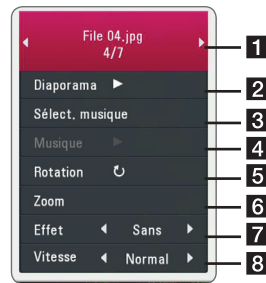 File 04.jpg
4/7
1
Diaporama
2
Sélect. musique
3
Musique
4
Rotation
5
Zoom
6
Effet Sans
7
Vitesse Normal
8